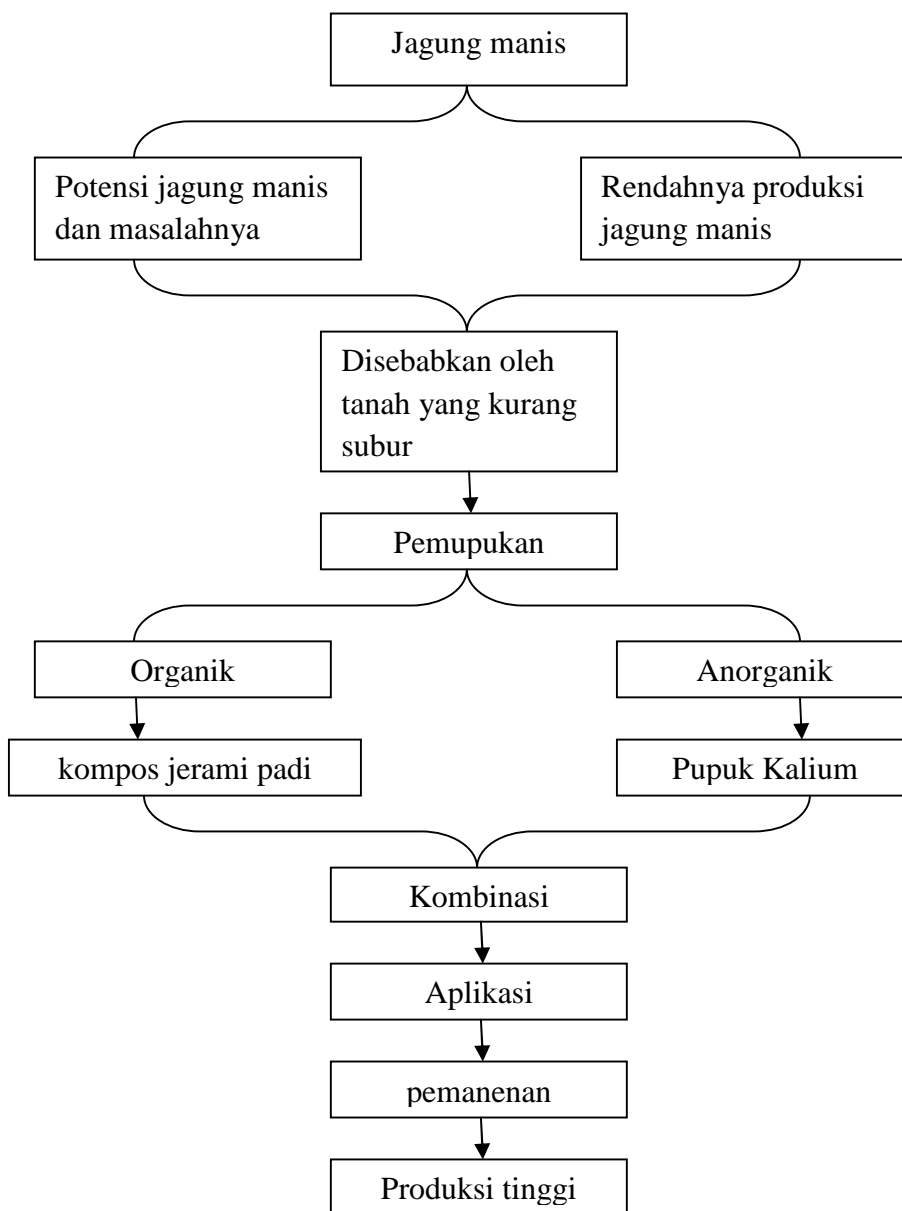 Jagung manis
Potensi jagung manis
dan masalahnya
Rendahnya produksi
jagung manis
Disebabkan oleh
tanah yang kurang
subur
Pemupukan
Organik
Anorganik
kompos jerami padi
Pupuk Kalium
Kombinasi
Aplikasi
pemanenan
Produksi tinggi